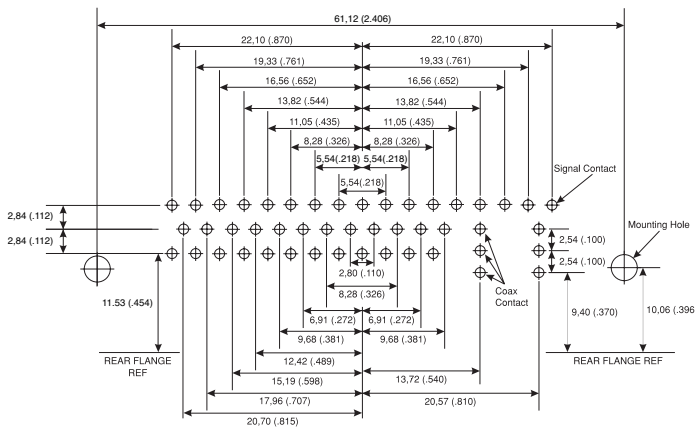 61,12 (2.406)
22,10 (.870) 22,10 (.870)
19,33 (.761) 19,33 (.761)
16,56 (.652) 16,56 (.652)
13,82 (.544) 13,82 (.544)
11,05 (.435) 11,05 (.435)
8,28 (.326) 8,28 (.326)
5,54(.218) 5,54(.218)
Signal Contact
5,54(.218)
2,84 (.112)
Mounting Hole
2,84 (.112)
2,54 (.100)
2,54 (.100)
2,80 (.110)
Coax
Contact
8,28 (.326)
11.53 (.454)
9,40 (.370)
10,06 (.396
6,91 (.272) 6,91 (.272)
9,68 (.381) 9,68 (.381)
REAR FLANGE
REF
12,42 (.489)
REAR FLANGE REF
15,19 (.598)
13,72 (.540)
17,96 (.707)
20,57 (.810)
20,70 (.815)